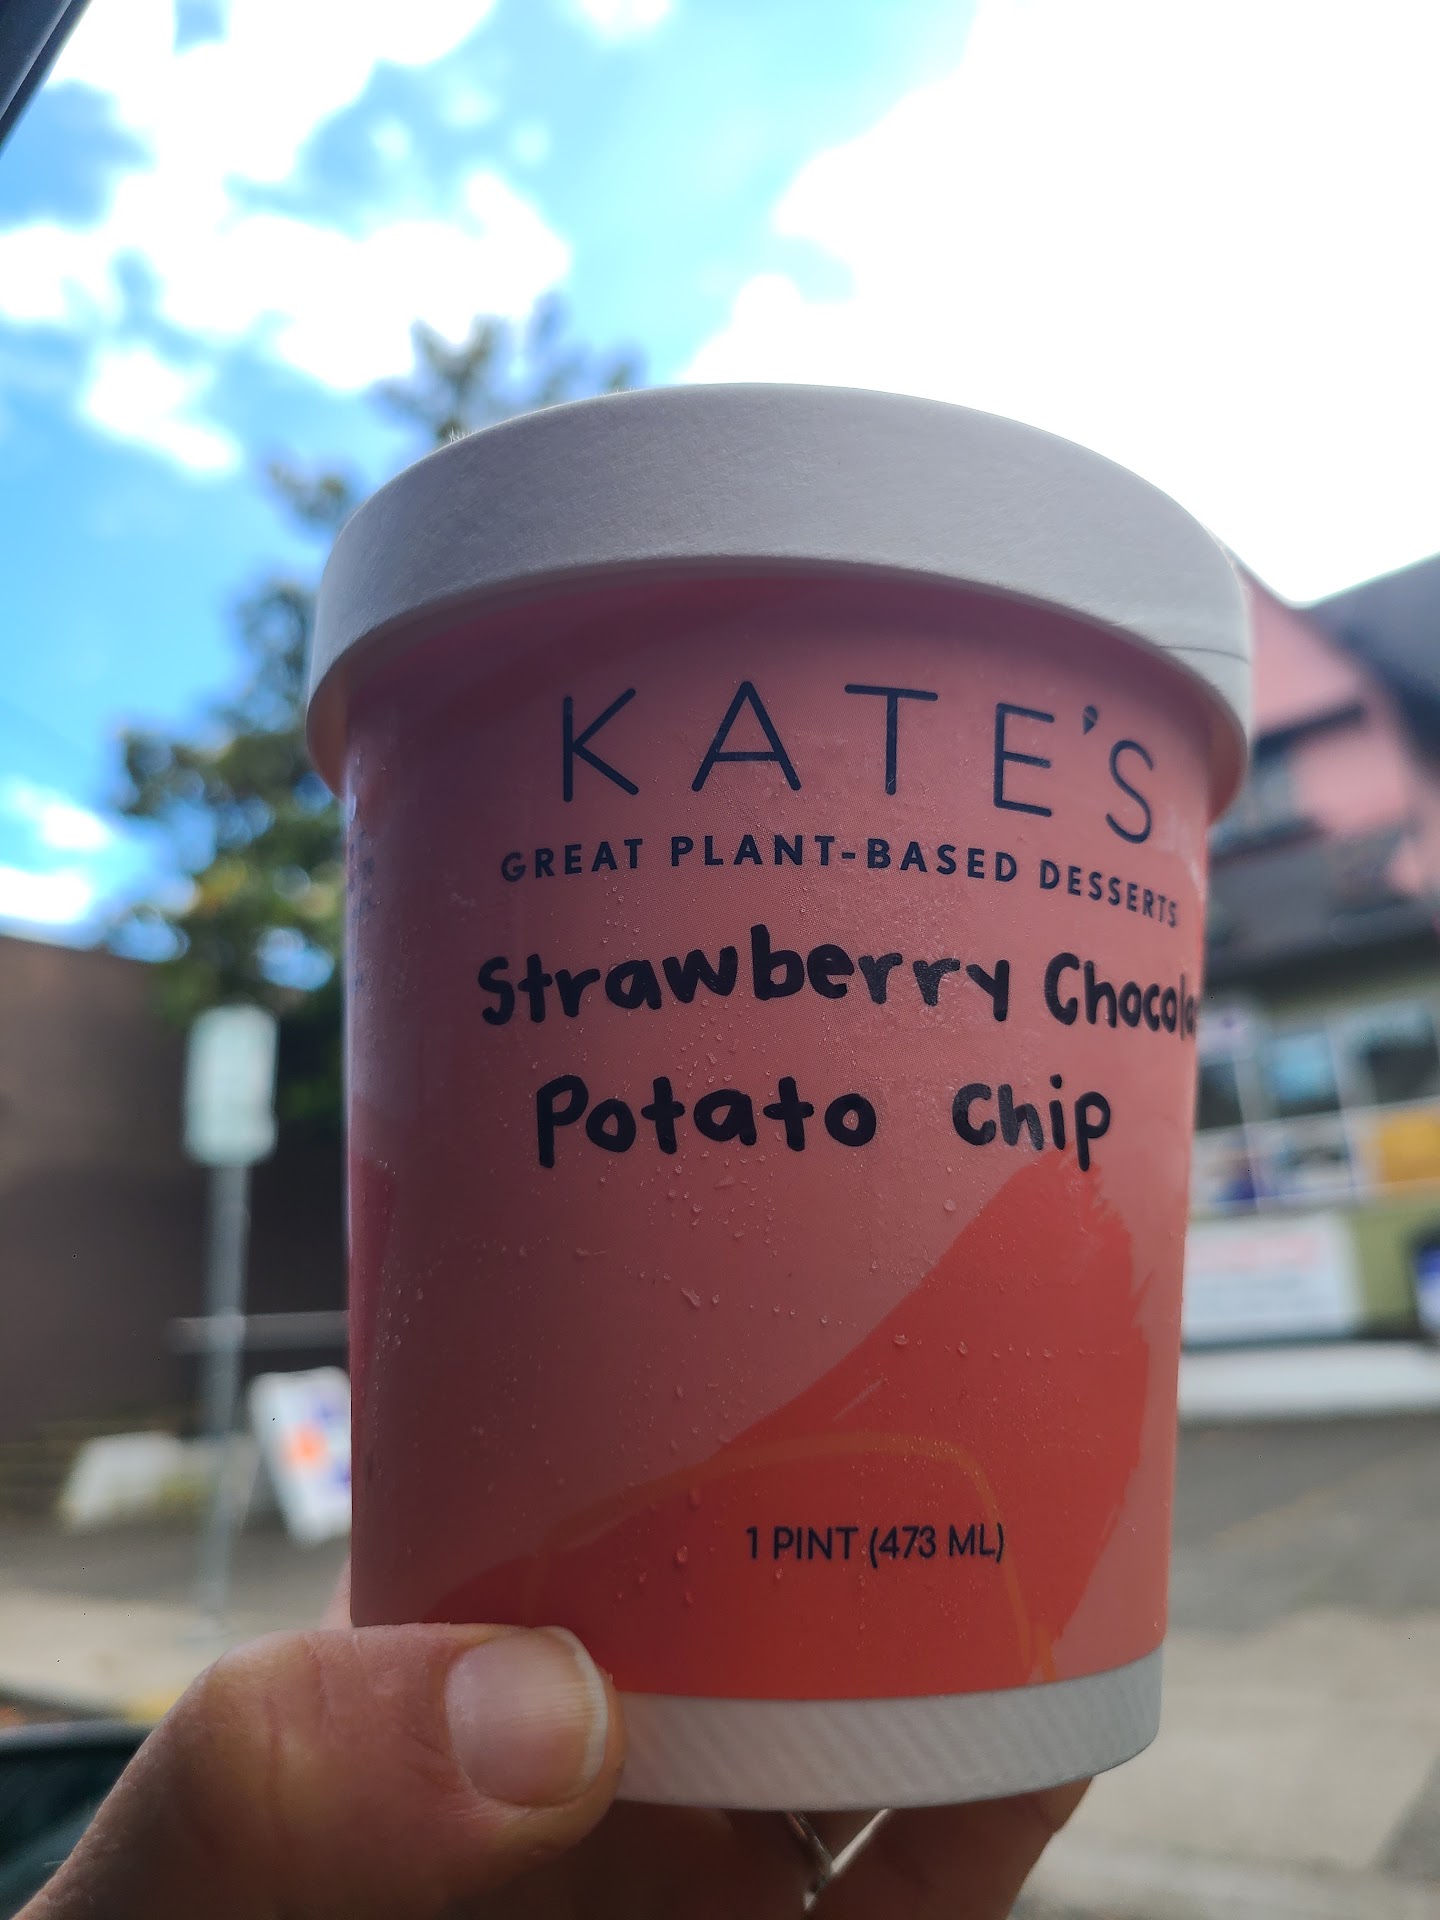 KATE'S
GREAT PLANT-BASED DESSERTS
Strawberry Chocola
Potato Chip
1 PINT (473 ML)